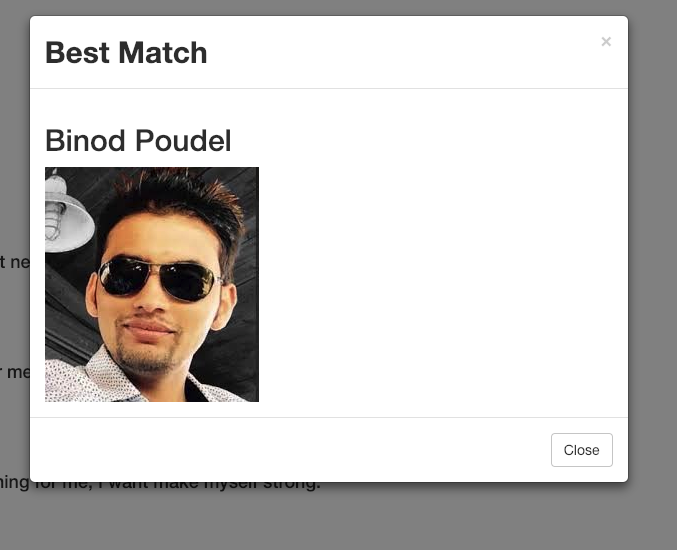 Best Match
×
Binod Poudel
t ne
r me
Close
ning for me, I want make myself strong.